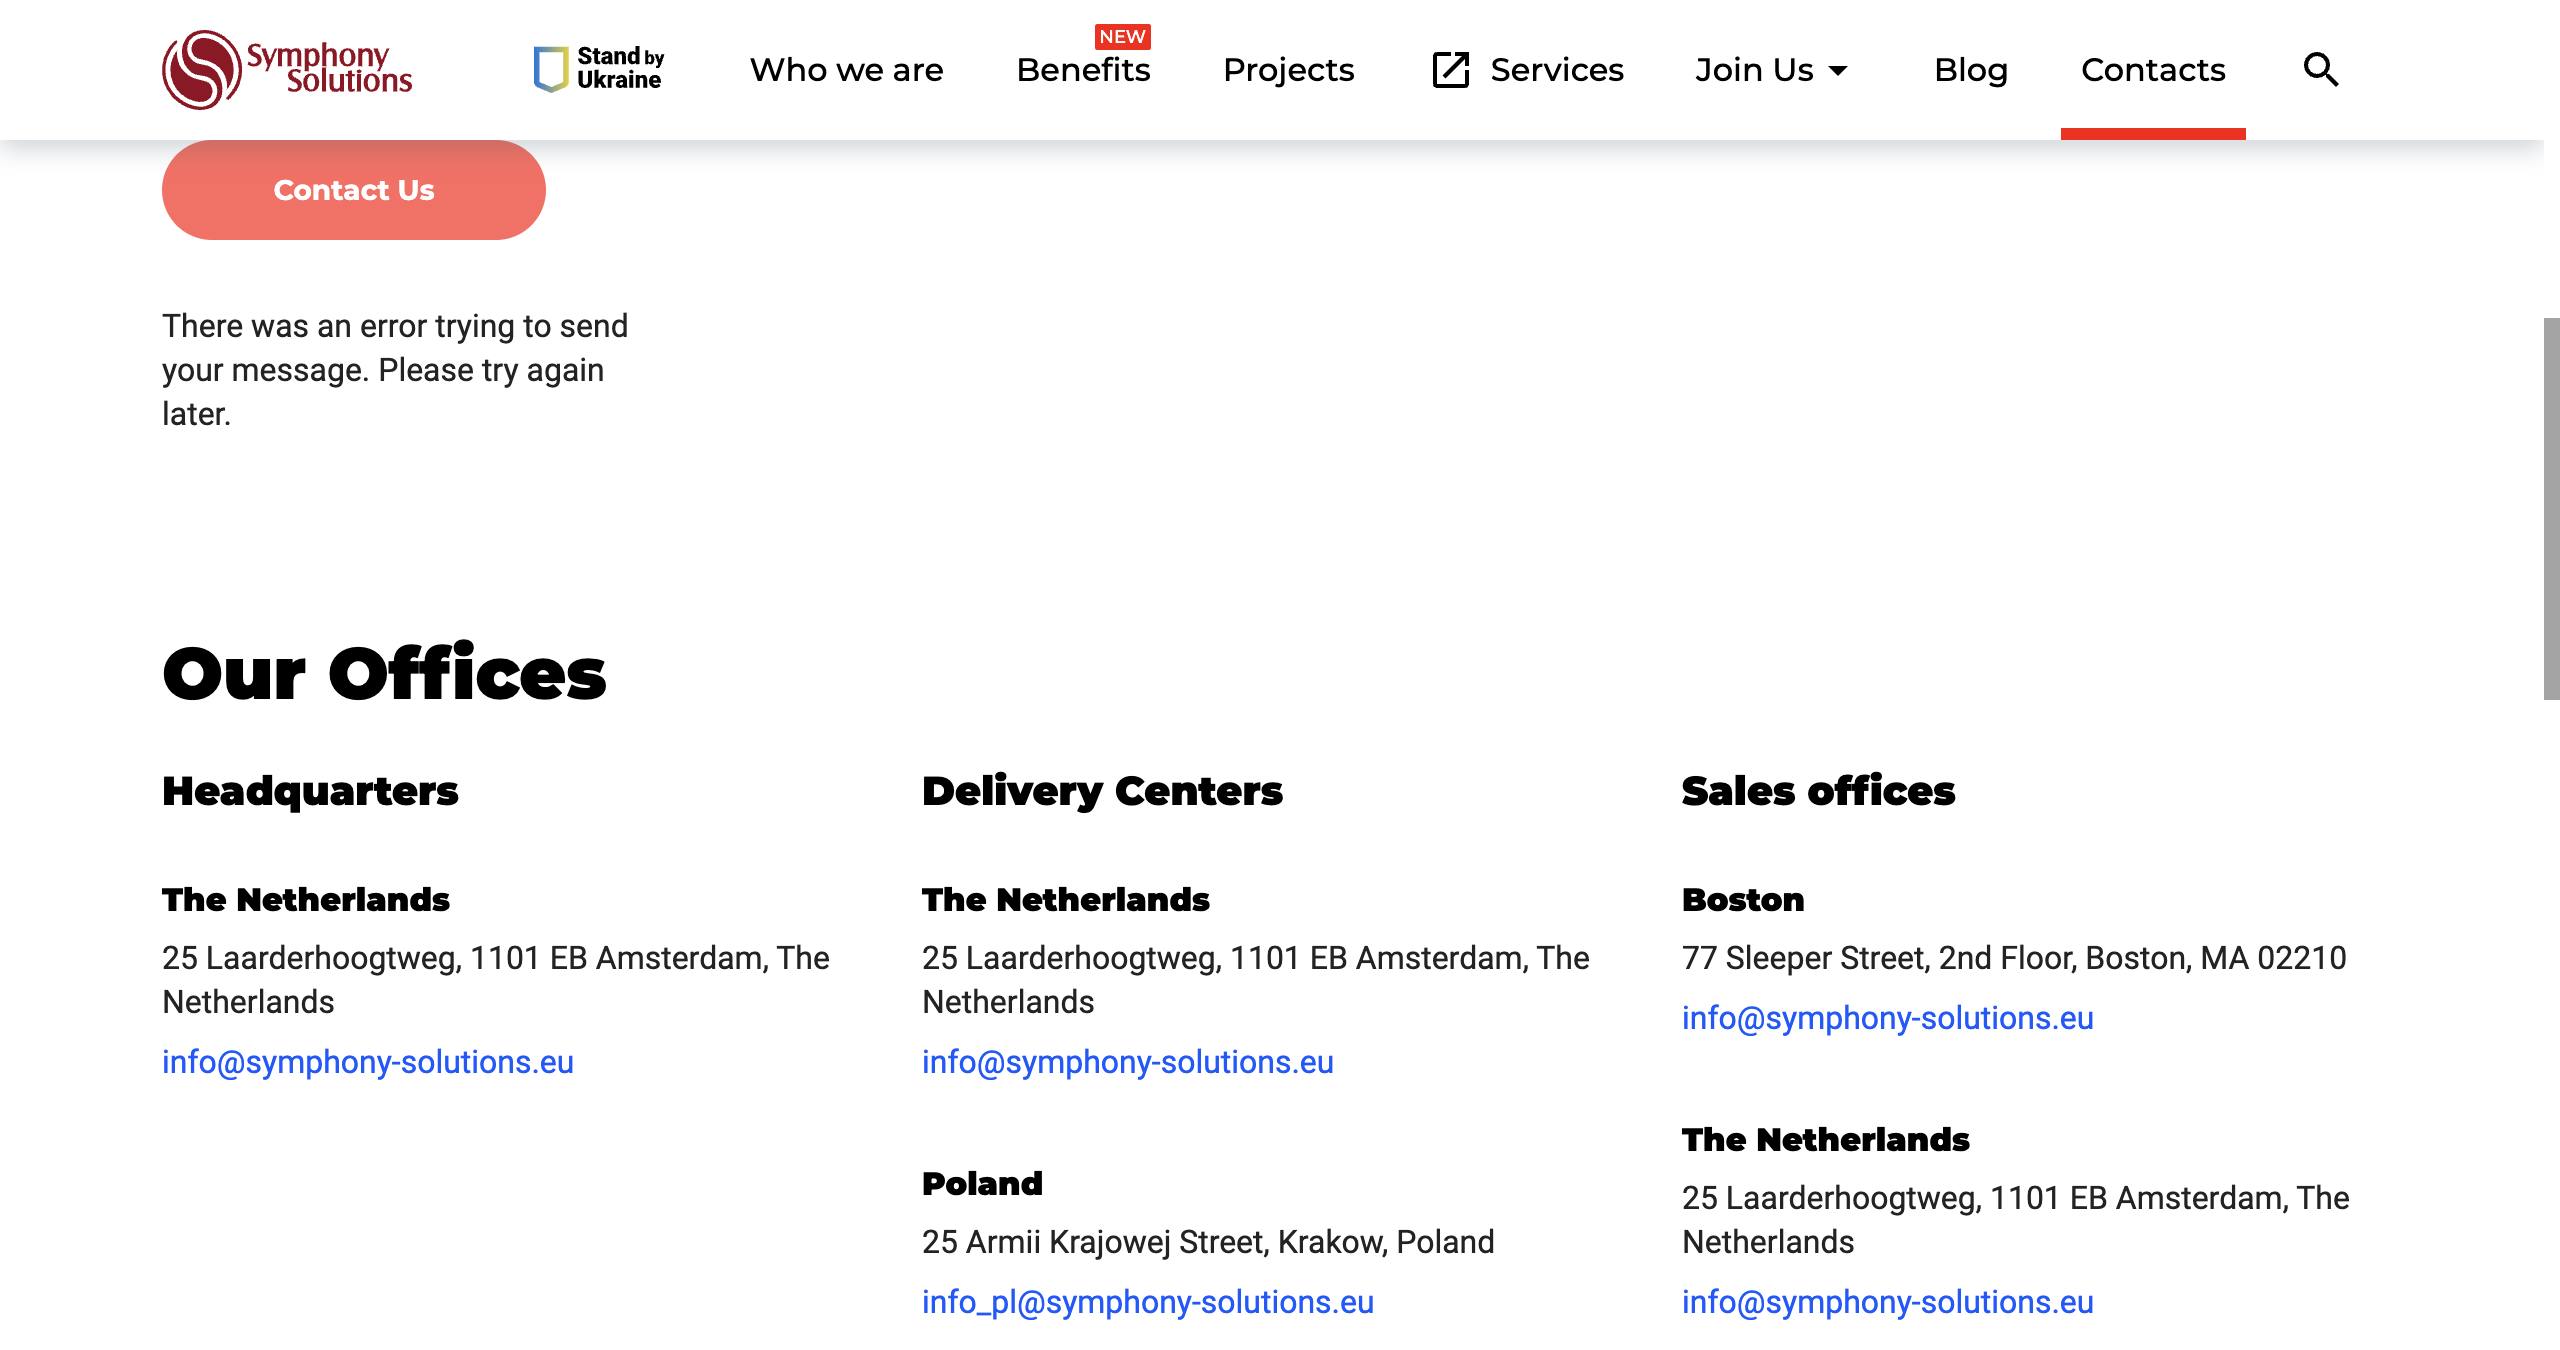 Symphony
Solutions
Stand by
Ukraine
Who we are
NEW
Benefits
Projects
Services
Join Us
Blog
Contacts
Contact Us
There was an error trying to send
your message. Please try again
later.
Our Offices
Headquarters
The Netherlands
25 Laarderhoogtweg, 1101 EB Amsterdam, The
Netherlands
info@symphony-solutions.eu
Delivery Centers
The Netherlands
25 Laarderhoogtweg, 1101 EB Amsterdam, The
Netherlands
info@symphony-solutions.eu
Poland
25 Armii Krajowej Street, Krakow, Poland
info_pl@symphony-solutions.eu
Sales offices
Boston
77 Sleeper Street, 2nd Floor, Boston, MA 02210
info@symphony-solutions.eu
The Netherlands
25 Laarderhoogtweg, 1101 EB Amsterdam, The
Netherlands
info@symphony-solutions.eu